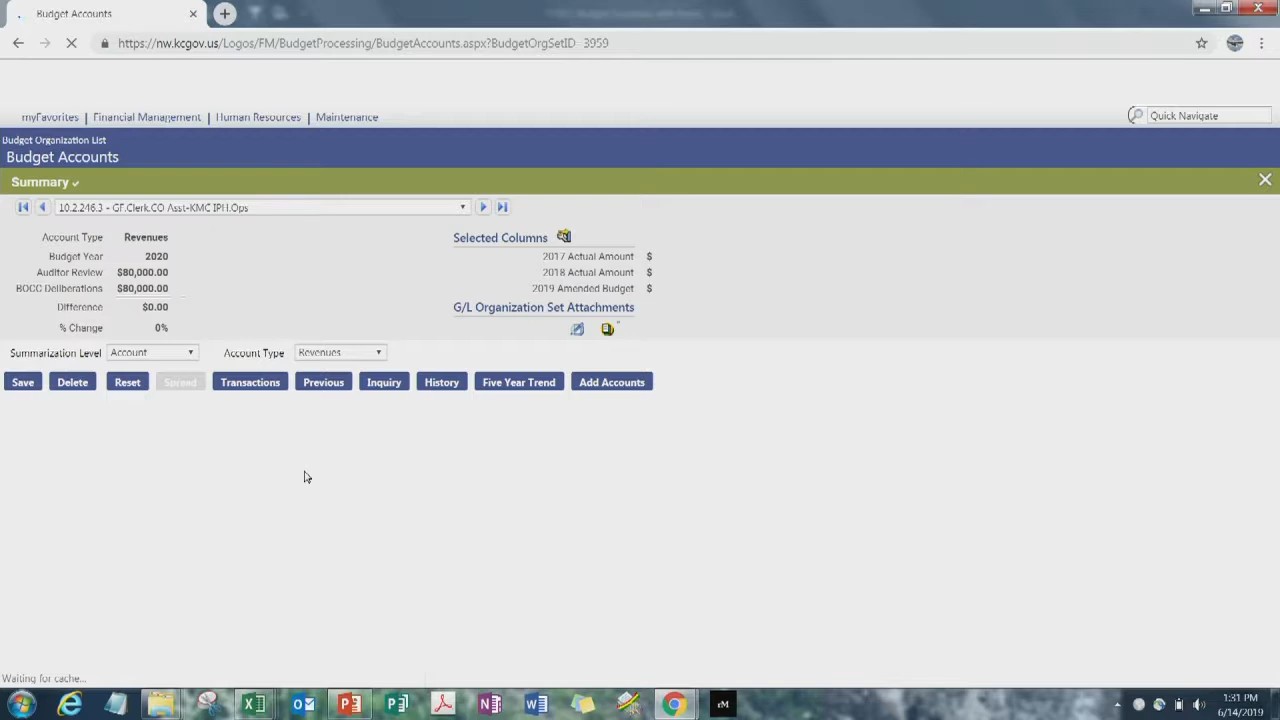 Budget Accounts
https://nw.kcgov.us/Logos/FM/BudgetProcessing/BudgetAccounts.aspx?BudgetOrgSetID 3959
myFavorites | Financial Management | Human Resources | Maintenance
Quick Navigate
Budget Organization List
Budget Accounts
Summary
10.2.246.3 - GF.Clerk.CO Asst-KMC IPH.Ops
Account Type Revenues
Selected Columns
Budget Year 2020
2017 Actual Amount $
Auditor Review $80,000.00
2018 Actual Amount $
BOCC Deliberations $80,000.00
2019 Amended Budget $
Difference $0.00
G/L Organization Set Attachments
% Change 0%
Summarization Level Account Account Type Revenues
Save Delete Reset Spread Transactions Previous Inquiry History Five Year Trend Add Accounts
Waiting for cache...
rM
1:31 PM
6/14/2019